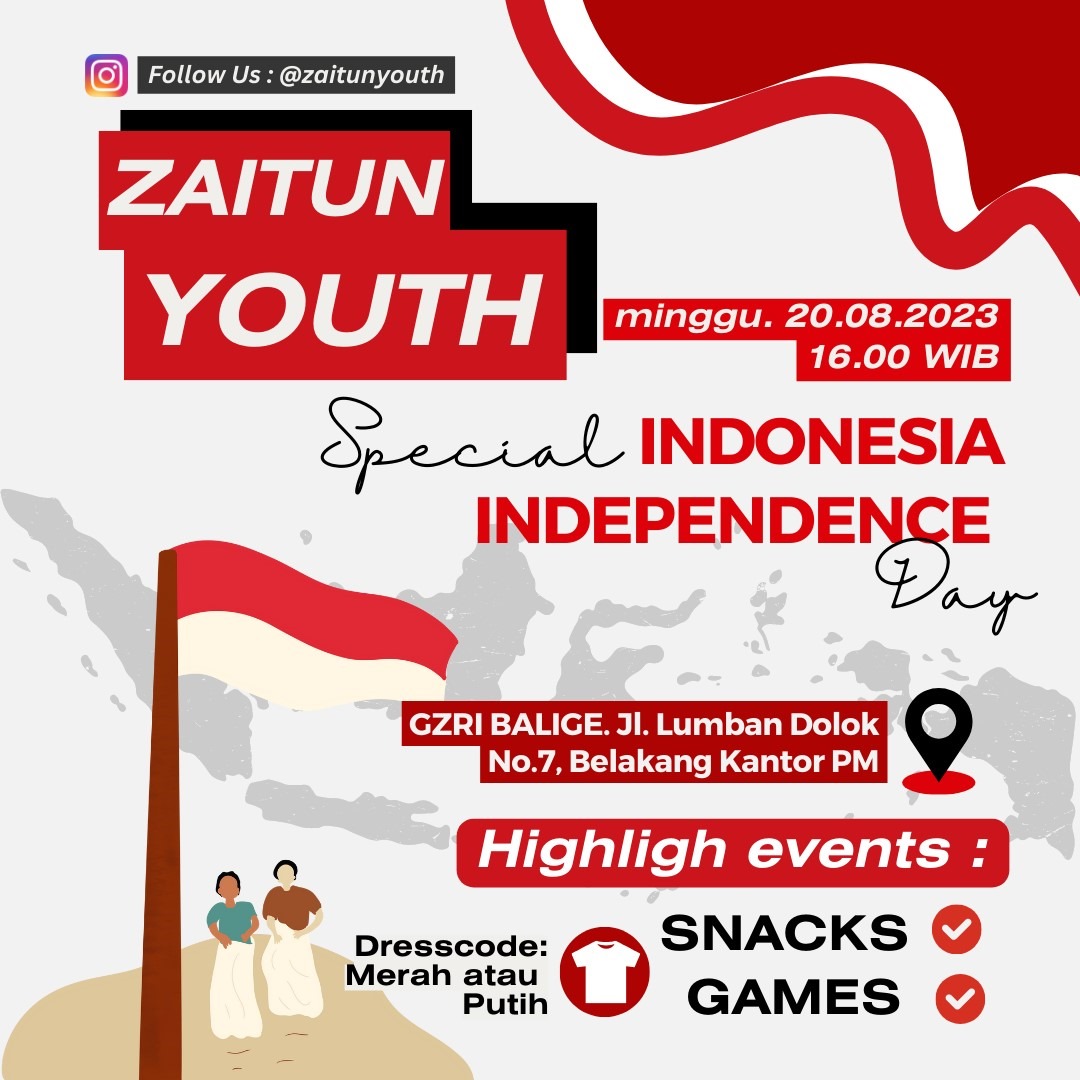 Follow Us : @zaitunyouth
ZAITUN
YOUTH
minggu. 20.08.2023
16.00 WIB
Special INDONESIA
INDEPENDENCE
Day
GZRI BALIGE. Jl. Lumban Dolok
No.7, Belakang Kantor PM
Highligh events :
SNACKS
GAMES
Dresscode:
Merah atau
Putih